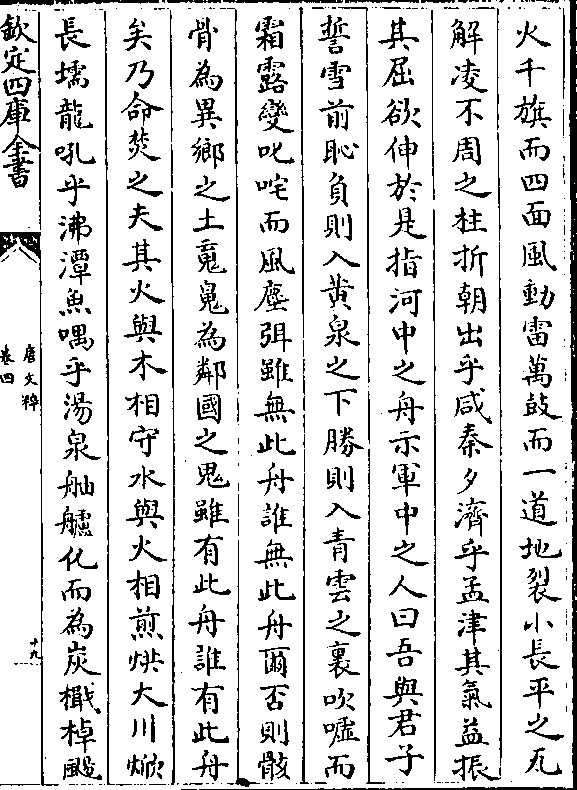 火千旗而四面風動雷萬鼓而一道地裂小長平之瓦
解凌不周之柱折朝出乎咸秦夕濟乎孟津其氣益振
其屈欲伸於是指河中之舟示軍中之人曰吾與君子
誓雪前恥負則入黄泉之下勝則入青雲之裏吹噓而
霜露變叱咤而風塵弭雖無此舟誰無此舟爾否則骸
骨為異鄉之土䰟鬼為鄰國之鬼雖有此舟誰有此舟
矣乃命焚之夫其火與木相守水與火相煎烘大川焮
長壖龍吼乎沸潭魚喁乎湯泉舳艫化而為炭檝棹颺
欽定四庫全書
唐文粹
卷四
十九